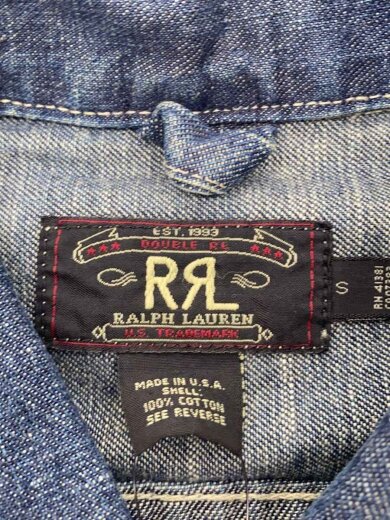 EST. 1993
DOUBLE RL
RRL
RALPH LAUREN
U.S. TRADEMARK
S
MADE IN U.S.A.
SHELL:
100% COTTON
SEE REVERSE